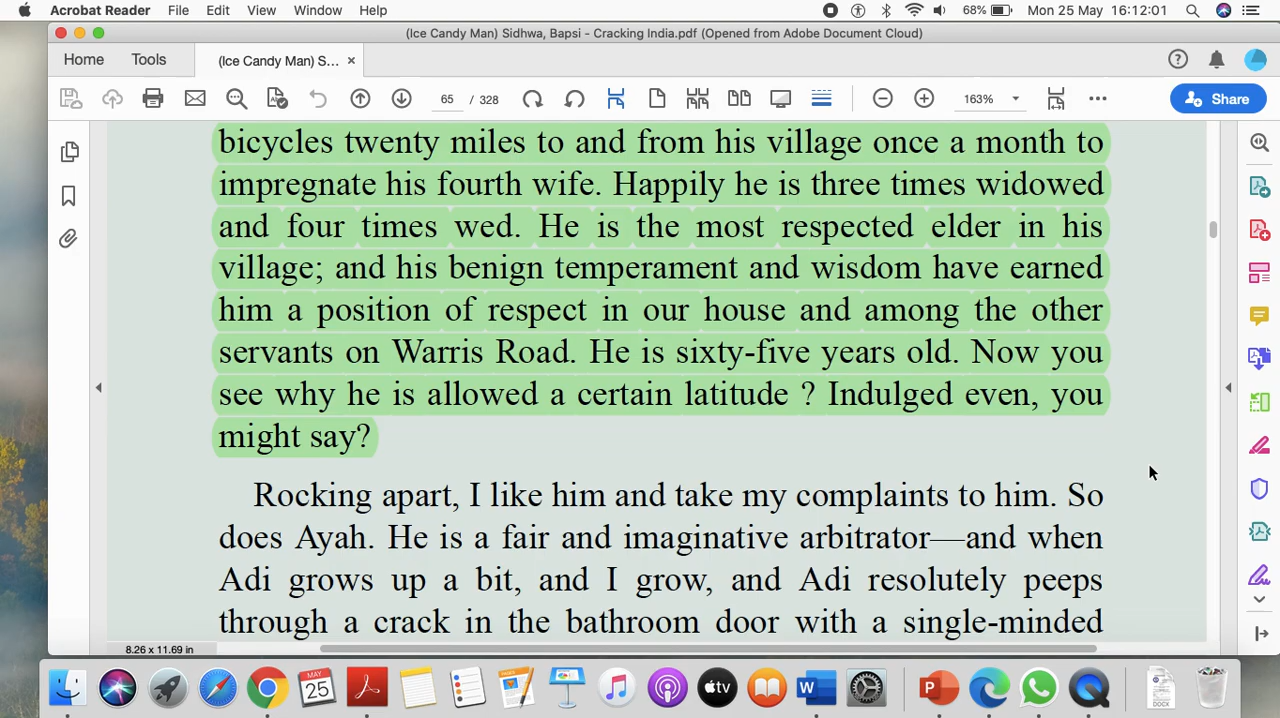 Acrobat Reader File Edit View Window Help 68% Mon 25 May 16:12:01
(Ice Candy Man) Sidhwa, Bapsi - Cracking India.pdf (Opened from Adobe Document Cloud)
Home Tools (Ice Candy Man) S... ×
65 / 328 163% Share
bicycles twenty miles to and from his village once a month to
impregnate his fourth wife. Happily he is three times widowed
and four times wed. He is the most respected elder in his
village; and his benign temperament and wisdom have earned
him a position of respect in our house and among the other
servants on Warris Road. He is sixty-five years old. Now you
see why he is allowed a certain latitude ? Indulged even, you
might say?
Rocking apart, I like him and take my complaints to him. So
does Ayah. He is a fair and imaginative arbitrator—and when
Adi grows up a bit, and I grow, and Adi resolutely peeps
through a crack in the bathroom door with a single-minded
8.26 x 11.69 in
MAY
25
tv
W
P
DOCX